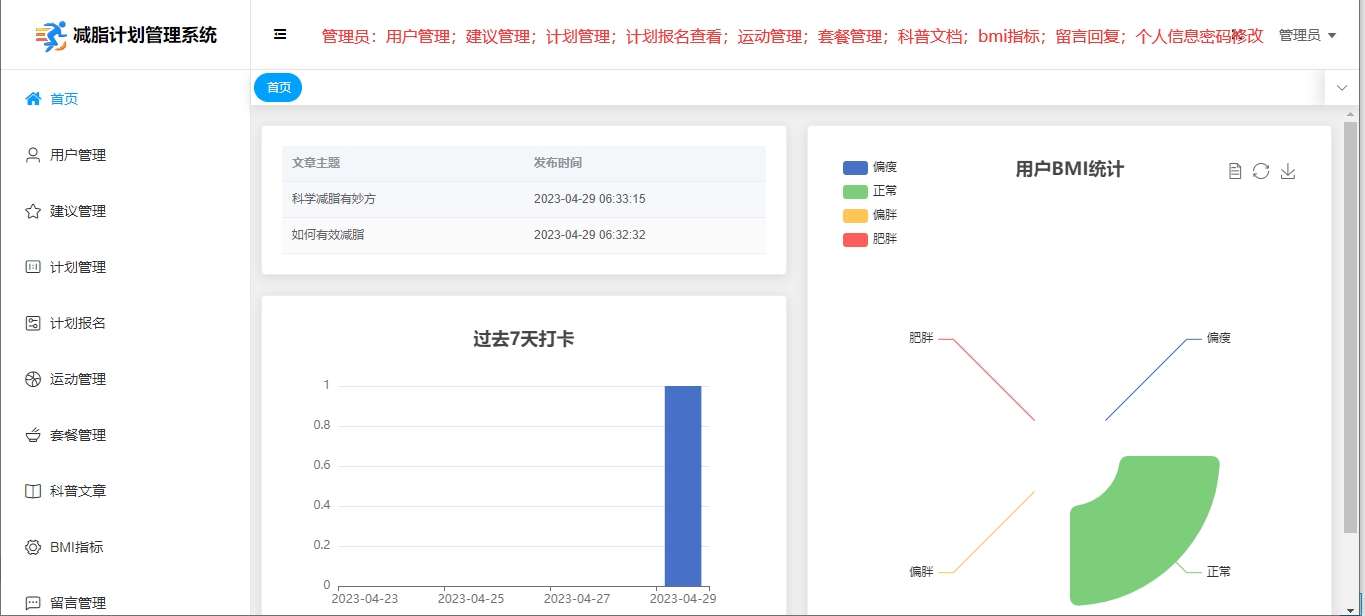 减脂计划管理系统
管理员：用户管理；建议管理；计划管理；计划报名查看；运动管理；套餐管理；科普文档；bmi指标；留言回复；个人信息密码修改
管理员
首页
首页
用户管理
建议管理
计划管理
计划报名
运动管理
套餐管理
科普文章
BMI指标
留言管理
文章主题 发布时间
科学减脂有妙方 2023-04-29 06:33:15
如何有效减脂 2023-04-29 06:32:32
过去7天打卡
1
0.8
0.6
0.4
0.2
0
2023-04-23 2023-04-25 2023-04-27 2023-04-29
用户BMI统计
偏瘦
正常
偏胖
肥胖
肥胖 偏瘦
偏胖 正常